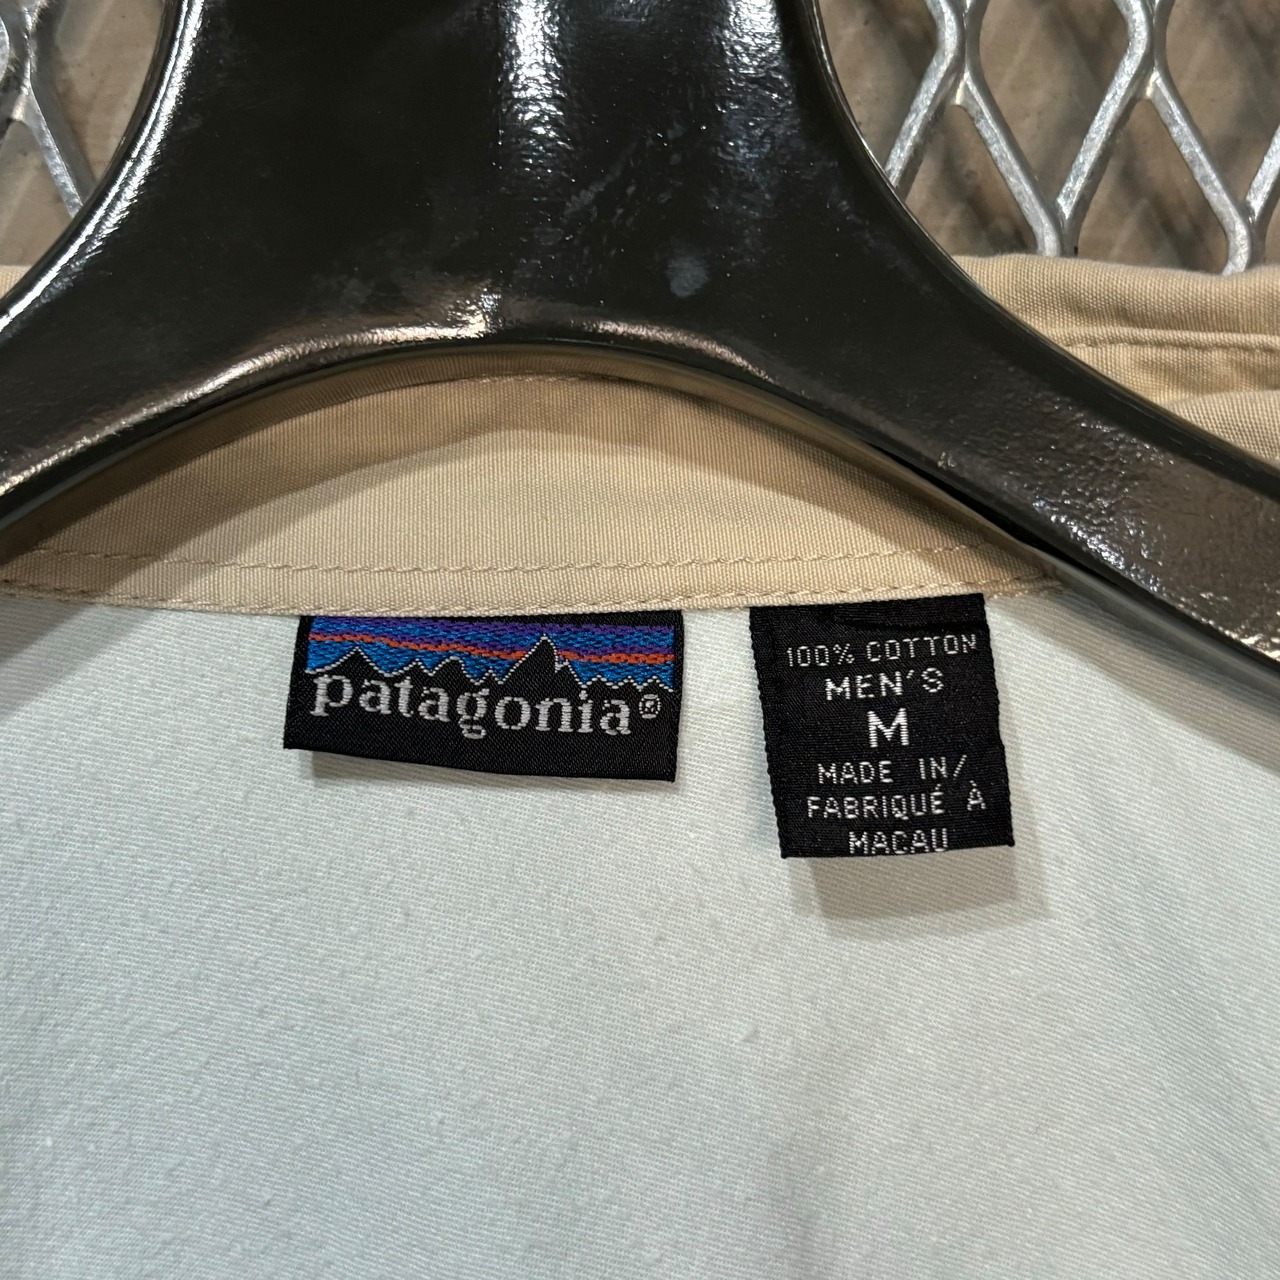 patagonia®
100% COTTON
MEN'S
M
MADE IN/
FABRIQUÉ À
MACAU